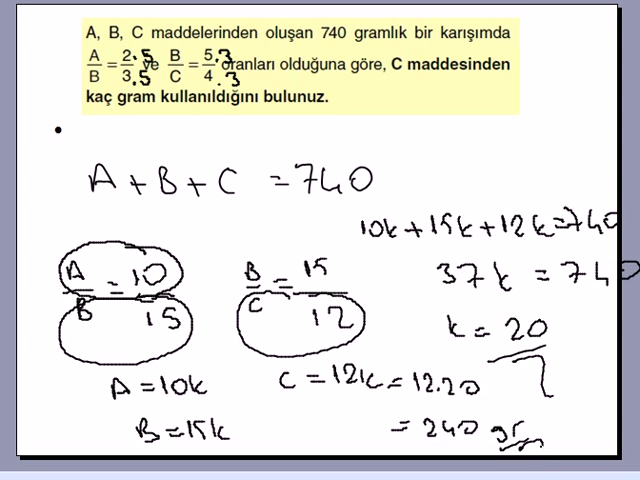 A, B, C maddelerinden oluşan 740 gramlık bir karışımda
A/B = 2.5/3.5 ve B/C = 5.3/4.3 oranları olduğuna göre, C maddesinden
kaç gram kullanıldığını bulunuz.
A + B + C = 740
10k + 15k + 12k = 740
A/B = 10/15 B/C = 15/12
37k = 740
k = 20
A = 10k
C = 12k = 12.20
B = 15k
= 240 gr